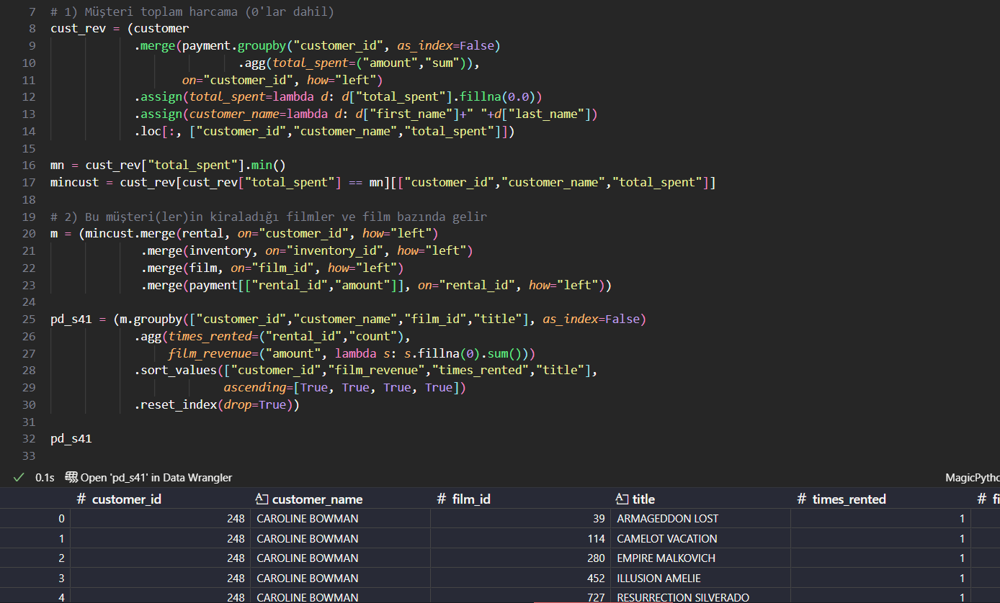 7 # 1) Müşteri toplam harcama (0'lar dahil)
8 cust_rev = (customer
9 .merge(payment.groupby("customer_id", as_index=False)
10 .agg(total_spent=("amount","sum")),
11 on="customer_id", how="left")
12 .assign(total_spent=lambda d: d["total_spent"].fillna(0.0))
13 .assign(customer_name=lambda d: d["first_name"]+" "+d["last_name"])
14 .loc[:, ["customer_id","customer_name","total_spent"]])
15
16 mn = cust_rev["total_spent"].min()
17 mincust = cust_rev[cust_rev["total_spent"] == mn][["customer_id","customer_name","total_spent"]]
18
19 # 2) Bu müşteri(ler)in kiraladığı filmler ve film bazında gelir
20 m = (mincust.merge(rental, on="customer_id", how="left")
21 .merge(inventory, on="inventory_id", how="left")
22 .merge(film, on="film_id", how="left")
23 .merge(payment[["rental_id","amount"]], on="rental_id", how="left"))
24
25 pd_s41 = (m.groupby(["customer_id","customer_name","film_id","title"], as_index=False)
26 .agg(times_rented=("rental_id","count"),
27 film_revenue=("amount", lambda s: s.fillna(0).sum()))
28 .sort_values(["customer_id","film_revenue","times_rented","title"],
29 ascending=[True, True, True, True])
30 .reset_index(drop=True))
31
32 pd_s41
33
0.1s Open 'pd_s41' in Data Wrangler MagicPytho
# customer_id A customer_name # film_id A title # times_rented # fi
0 248 CAROLINE BOWMAN 39 ARMAGEDDON LOST 1
1 248 CAROLINE BOWMAN 114 CAMELOT VACATION 1
2 248 CAROLINE BOWMAN 280 EMPIRE MALKOVICH 1
3 248 CAROLINE BOWMAN 452 ILLUSION AMELIE 1
4 248 CAROLINE BOWMAN 727 RESURRECTION SILVERADO 1